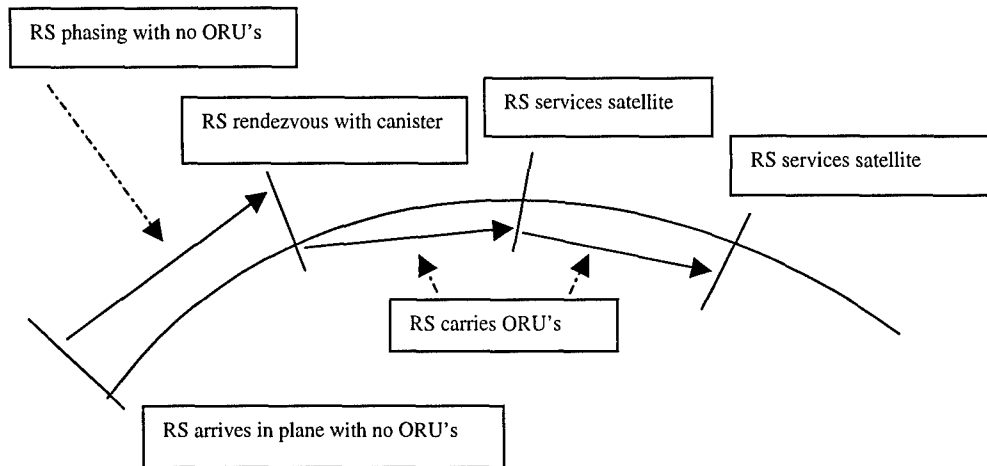 RS phasing with no ORU's
RS rendezvous with canister
RS services satellite
RS services satellite
RS carries ORU's
RS arrives in plane with no ORU's